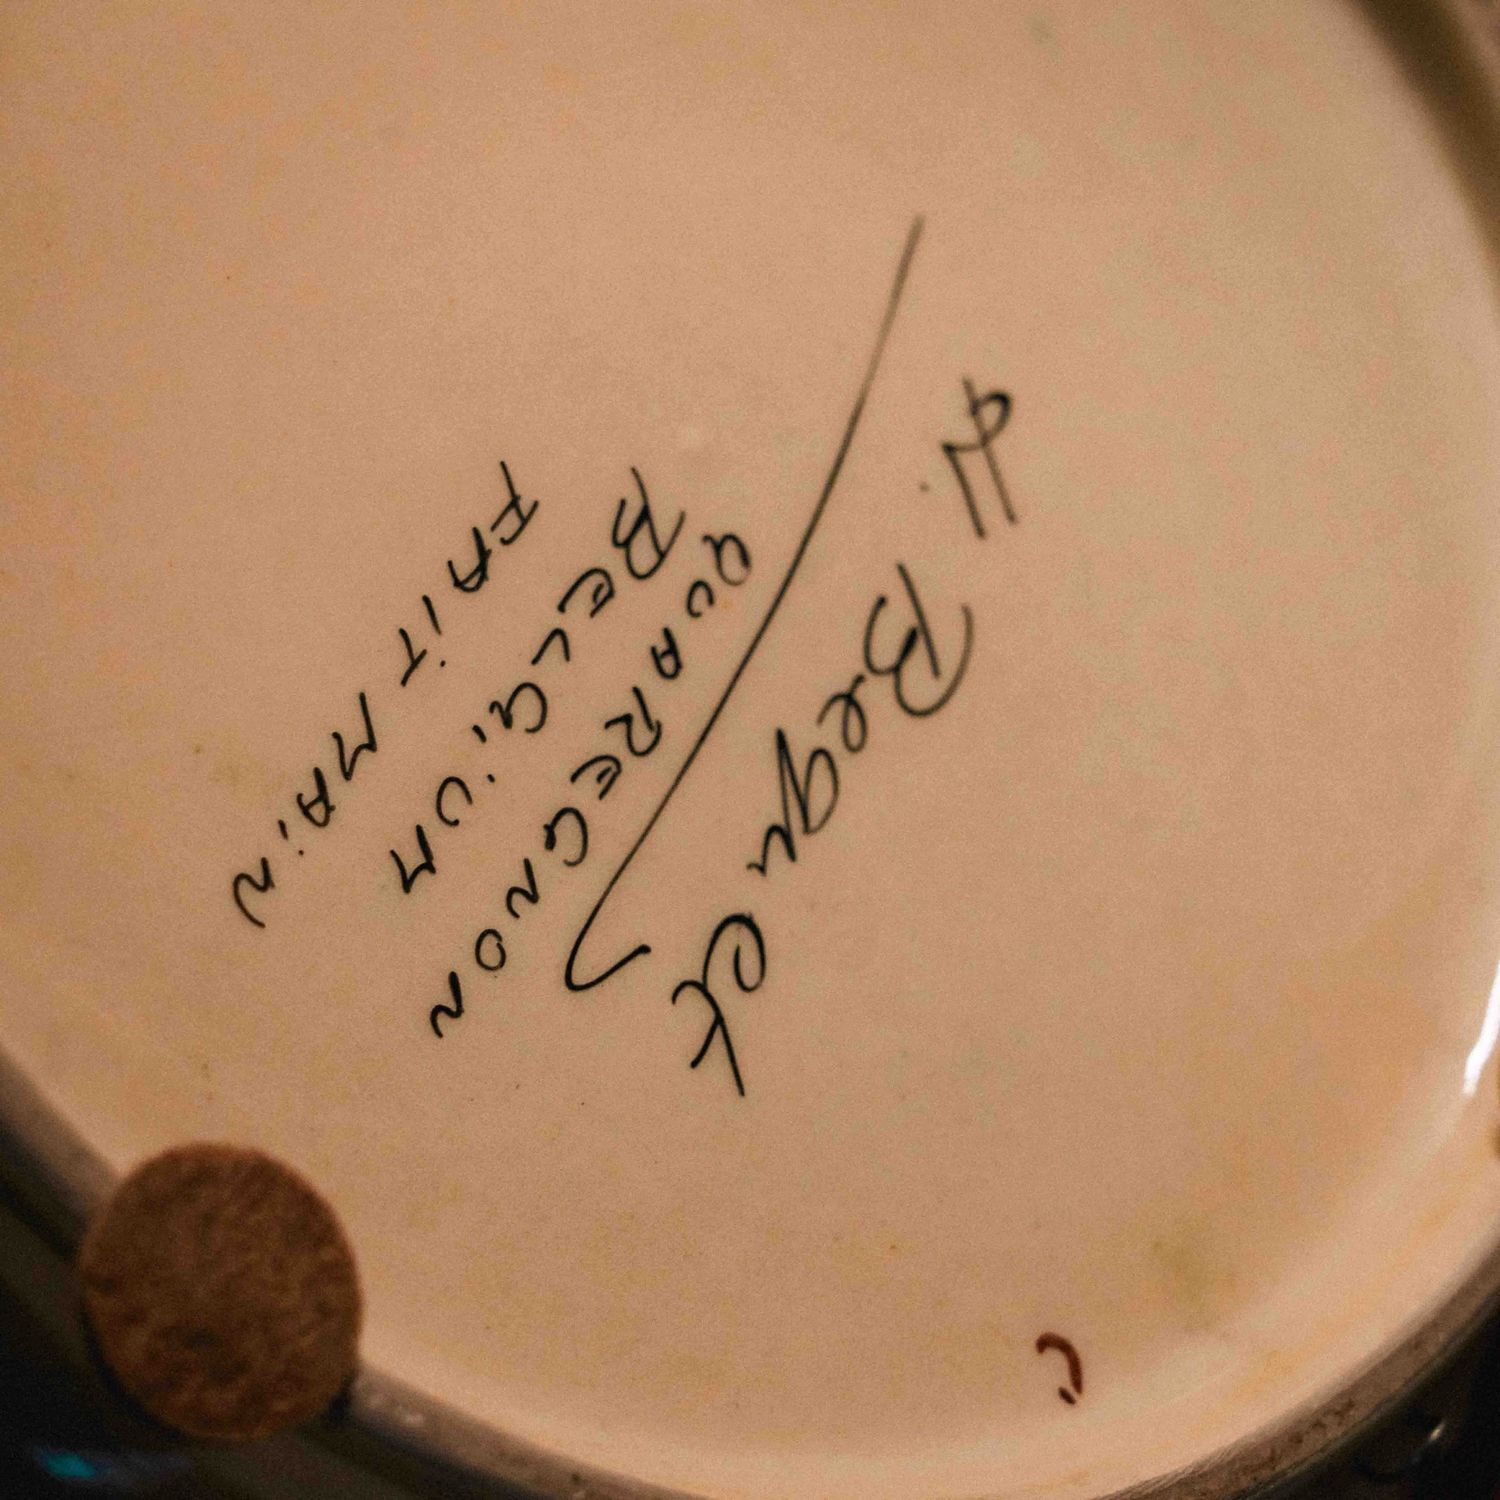 H. Bequet
QUAREGNON
BELGiUM
FAiT MAiN